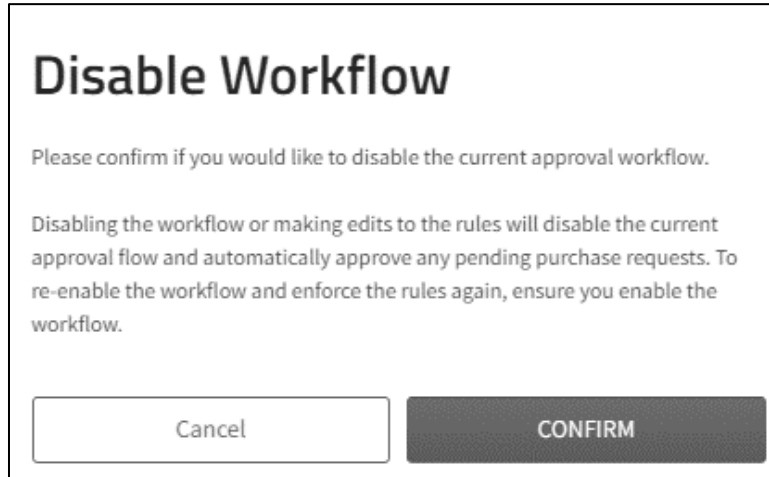 Disable Workflow
Please confirm if you would like to disable the current approval workflow.
Disabling the workflow or making edits to the rules will disable the current
approval flow and automatically approve any pending purchase requests. To
re-enable the workflow and enforce the rules again, ensure you enable the
workflow.
Cancel
CONFIRM